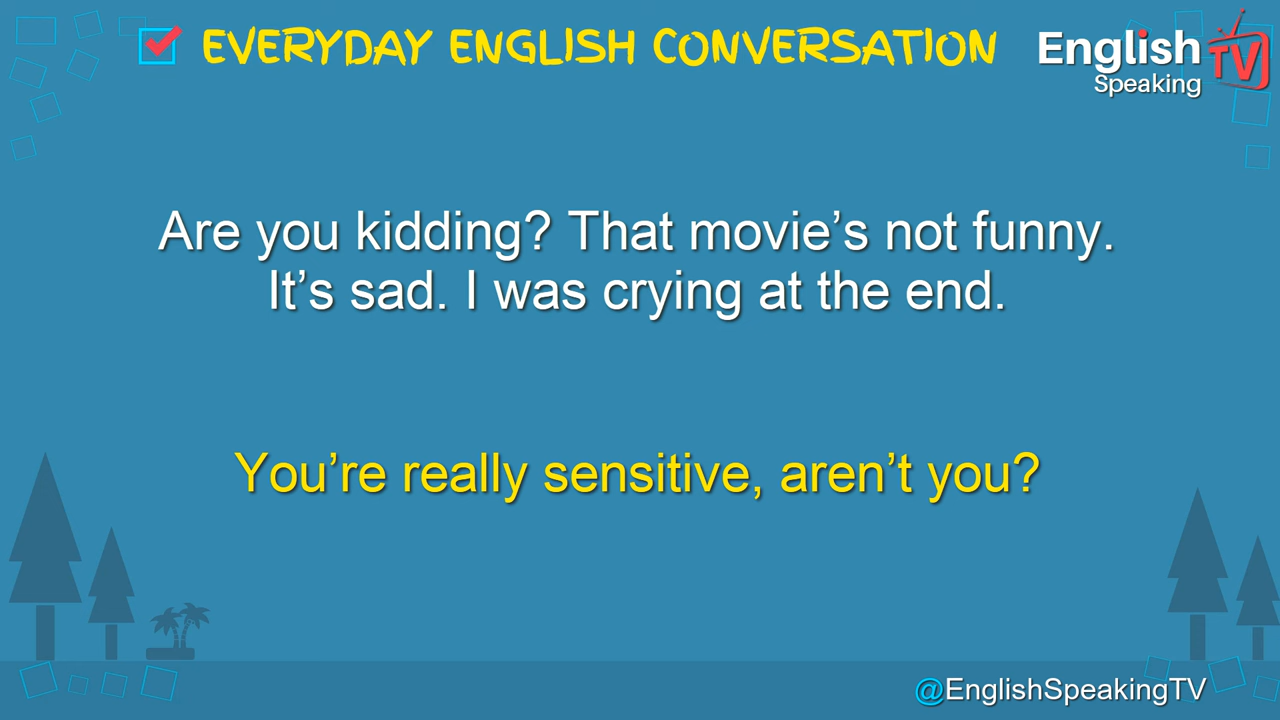 EVERYDAY ENGLISH CONVERSATION
English
Speaking
TV
Are you kidding? That movie’s not funny.
It’s sad. I was crying at the end.
You’re really sensitive, aren’t you?
@EnglishSpeakingTV